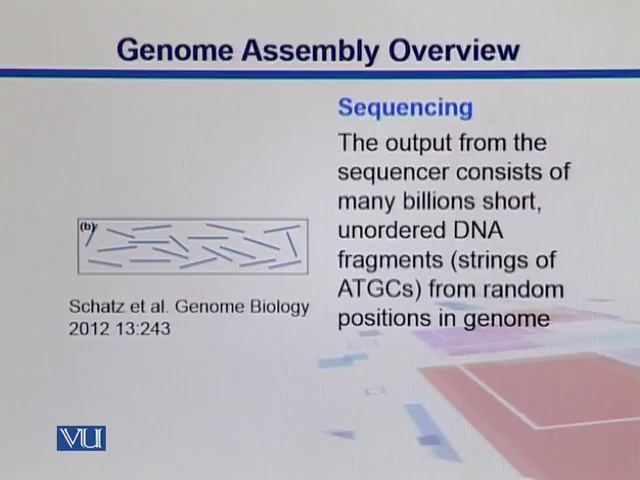 Genome Assembly Overview
Sequencing
The output from the
sequencer consists of
many billions short,
unordered DNA
fragments (strings of
ATGCs) from random
positions in genome
(b)
Schatz et al. Genome Biology
2012 13:243
VU